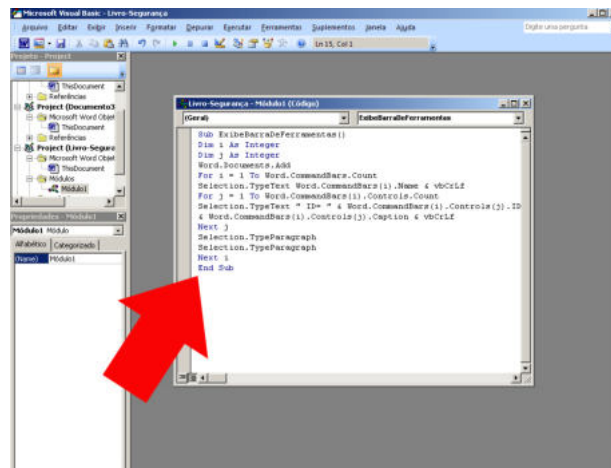 Microsoft Visual Basic - Livro-Segurança
Arquivo Editar Exibir Inserir Formatar Depurar Executar Ferramentas Suplementos Janela Ajuda
Digite uma pergunta
Ln 15, Col 1
Projeto - Project
ThisDocument
Referências
Project (Documento3
Microsoft Word Objet
ThisDocument
Referências
Project (Livro-Segura
Microsoft Word Objet
ThisDocument
Módulos
Módulo1
Propriedades - Módulo1
Módulo1 Módulo
Alfabético Categorizado
(Name) Módulo1
Livro-Segurança - Módulo1 (Código)
(Geral) ExibeBarraDeFerramentas
Sub ExibeBarraDeFerramentas()
Dim i As Integer
Dim j As Integer
Word.Documents.Add
For i = 1 To Word.CommandBars.Count
Selection.TypeText Word.CommandBars(i).Name & vbCrLf
For j = 1 To Word.CommandBars(i).Controls.Count
Selection.TypeText " ID= " & Word.CommandBars(i).Controls(j).ID
& Word.CommandBars(i).Controls(j).Caption & vbCrLf
Next j
Selection.TypeParagraph
Selection.TypeParagraph
Next i
End Sub